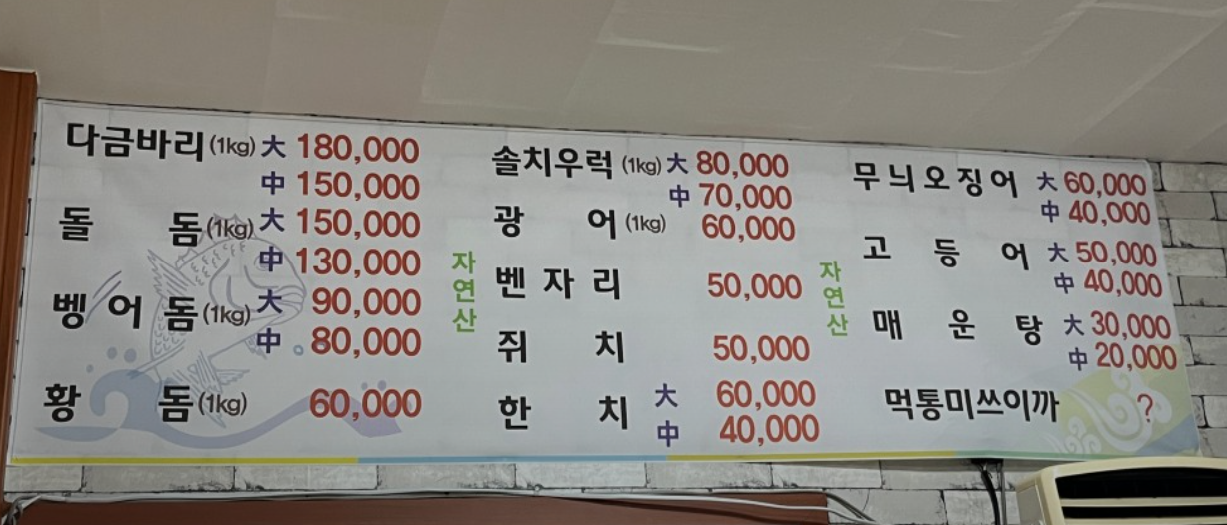 다금바리(1kg) 大 180,000
中 150,000
돌 돔(1kg) 大 150,000
中 130,000
벵어돔(1kg) 大 90,000
中 80,000
황 돔(1kg) 60,000
자연산
솔치우럭(1kg) 大 80,000
中 70,000
광 어(1kg) 60,000
벤자리 50,000
쥐 치 50,000
한 치 大 60,000
中 40,000
자연산
무늬오징어 大 60,000
中 40,000
고 등 어 大 50,000
中 40,000
매 운 탕 大 30,000
中 20,000
먹통미쓰이까 ?